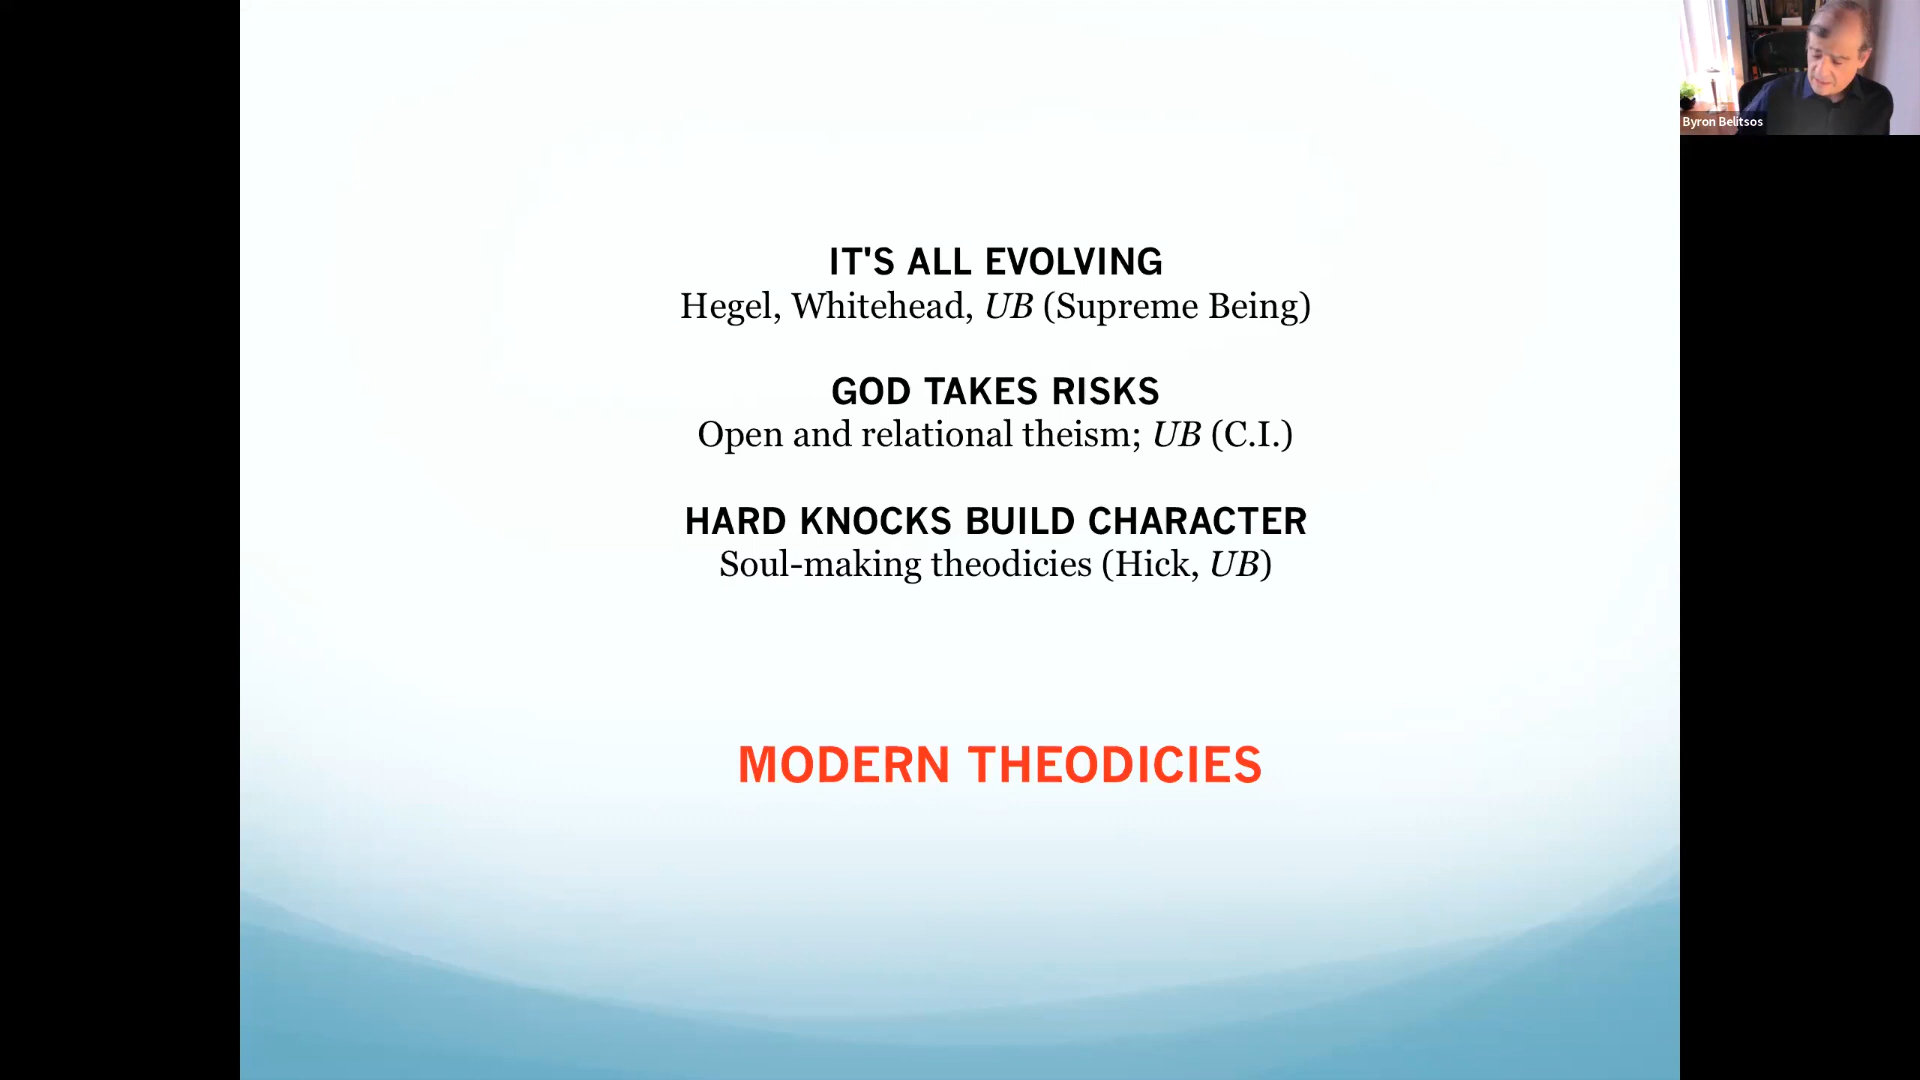 IT'S ALL EVOLVING
Hegel, Whitehead, UB (Supreme Being)
GOD TAKES RISKS
Open and relational theism; UB (C.I.)
HARD KNOCKS BUILD CHARACTER
Soul-making theodicies (Hick, UB)
MODERN THEODICIES
Byron Belitsos